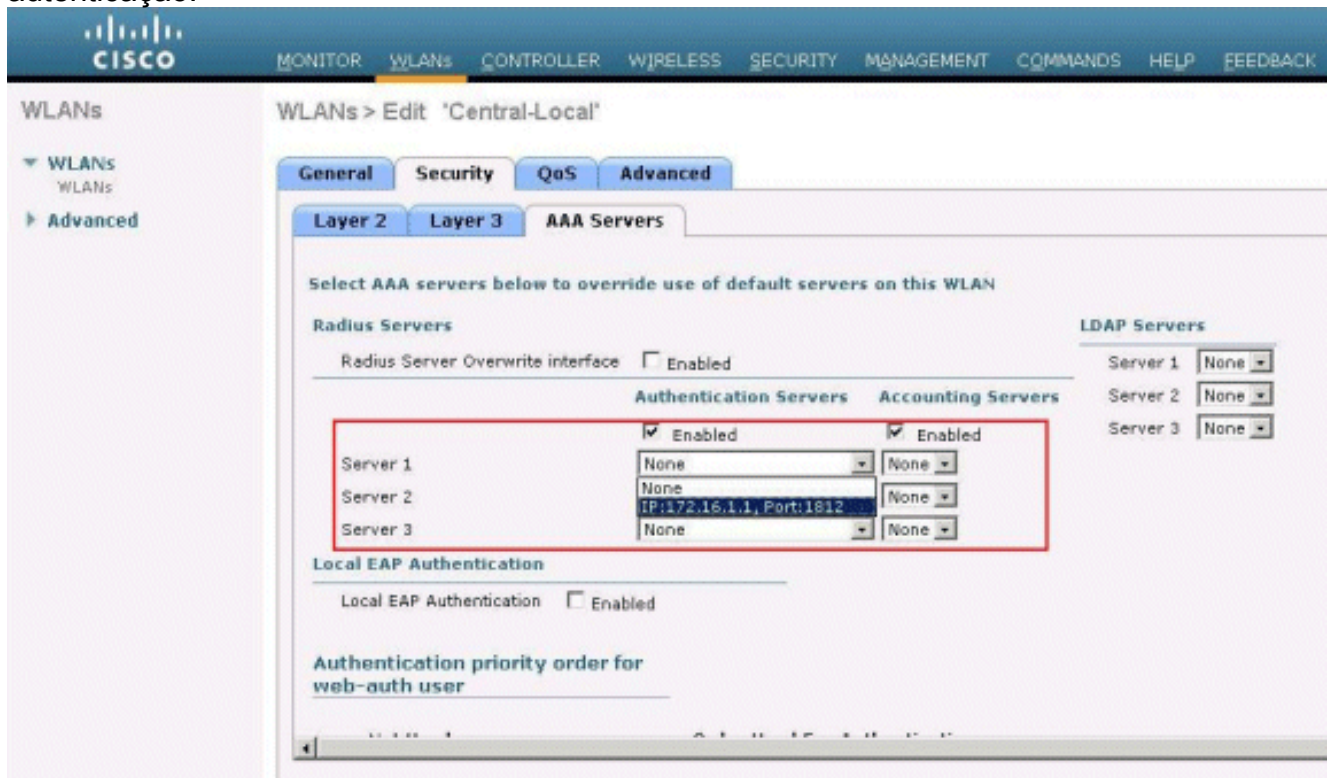 autenticação.
CISCO
MONITOR WLANs CONTROLLER WIRELESS SECURITY MANAGEMENT COMMANDS HELP FEEDBACK
WLANs
WLANs
WLANs
Advanced
WLANs > Edit 'Central-Local'
General Security QoS Advanced
Layer 2 Layer 3 AAA Servers
Select AAA servers below to override use of default servers on this WLAN
Radius Servers
Radius Server Overwrite interface Enabled
Authentication Servers Accounting Servers
Enabled Enabled
Server 1 None None
None
Server 2 IP:172.16.1.1, Port:1812 None
Server 3 None None
LDAP Servers
Server 1 None
Server 2 None
Server 3 None
Local EAP Authentication
Local EAP Authentication Enabled
Authentication priority order for
web-auth user